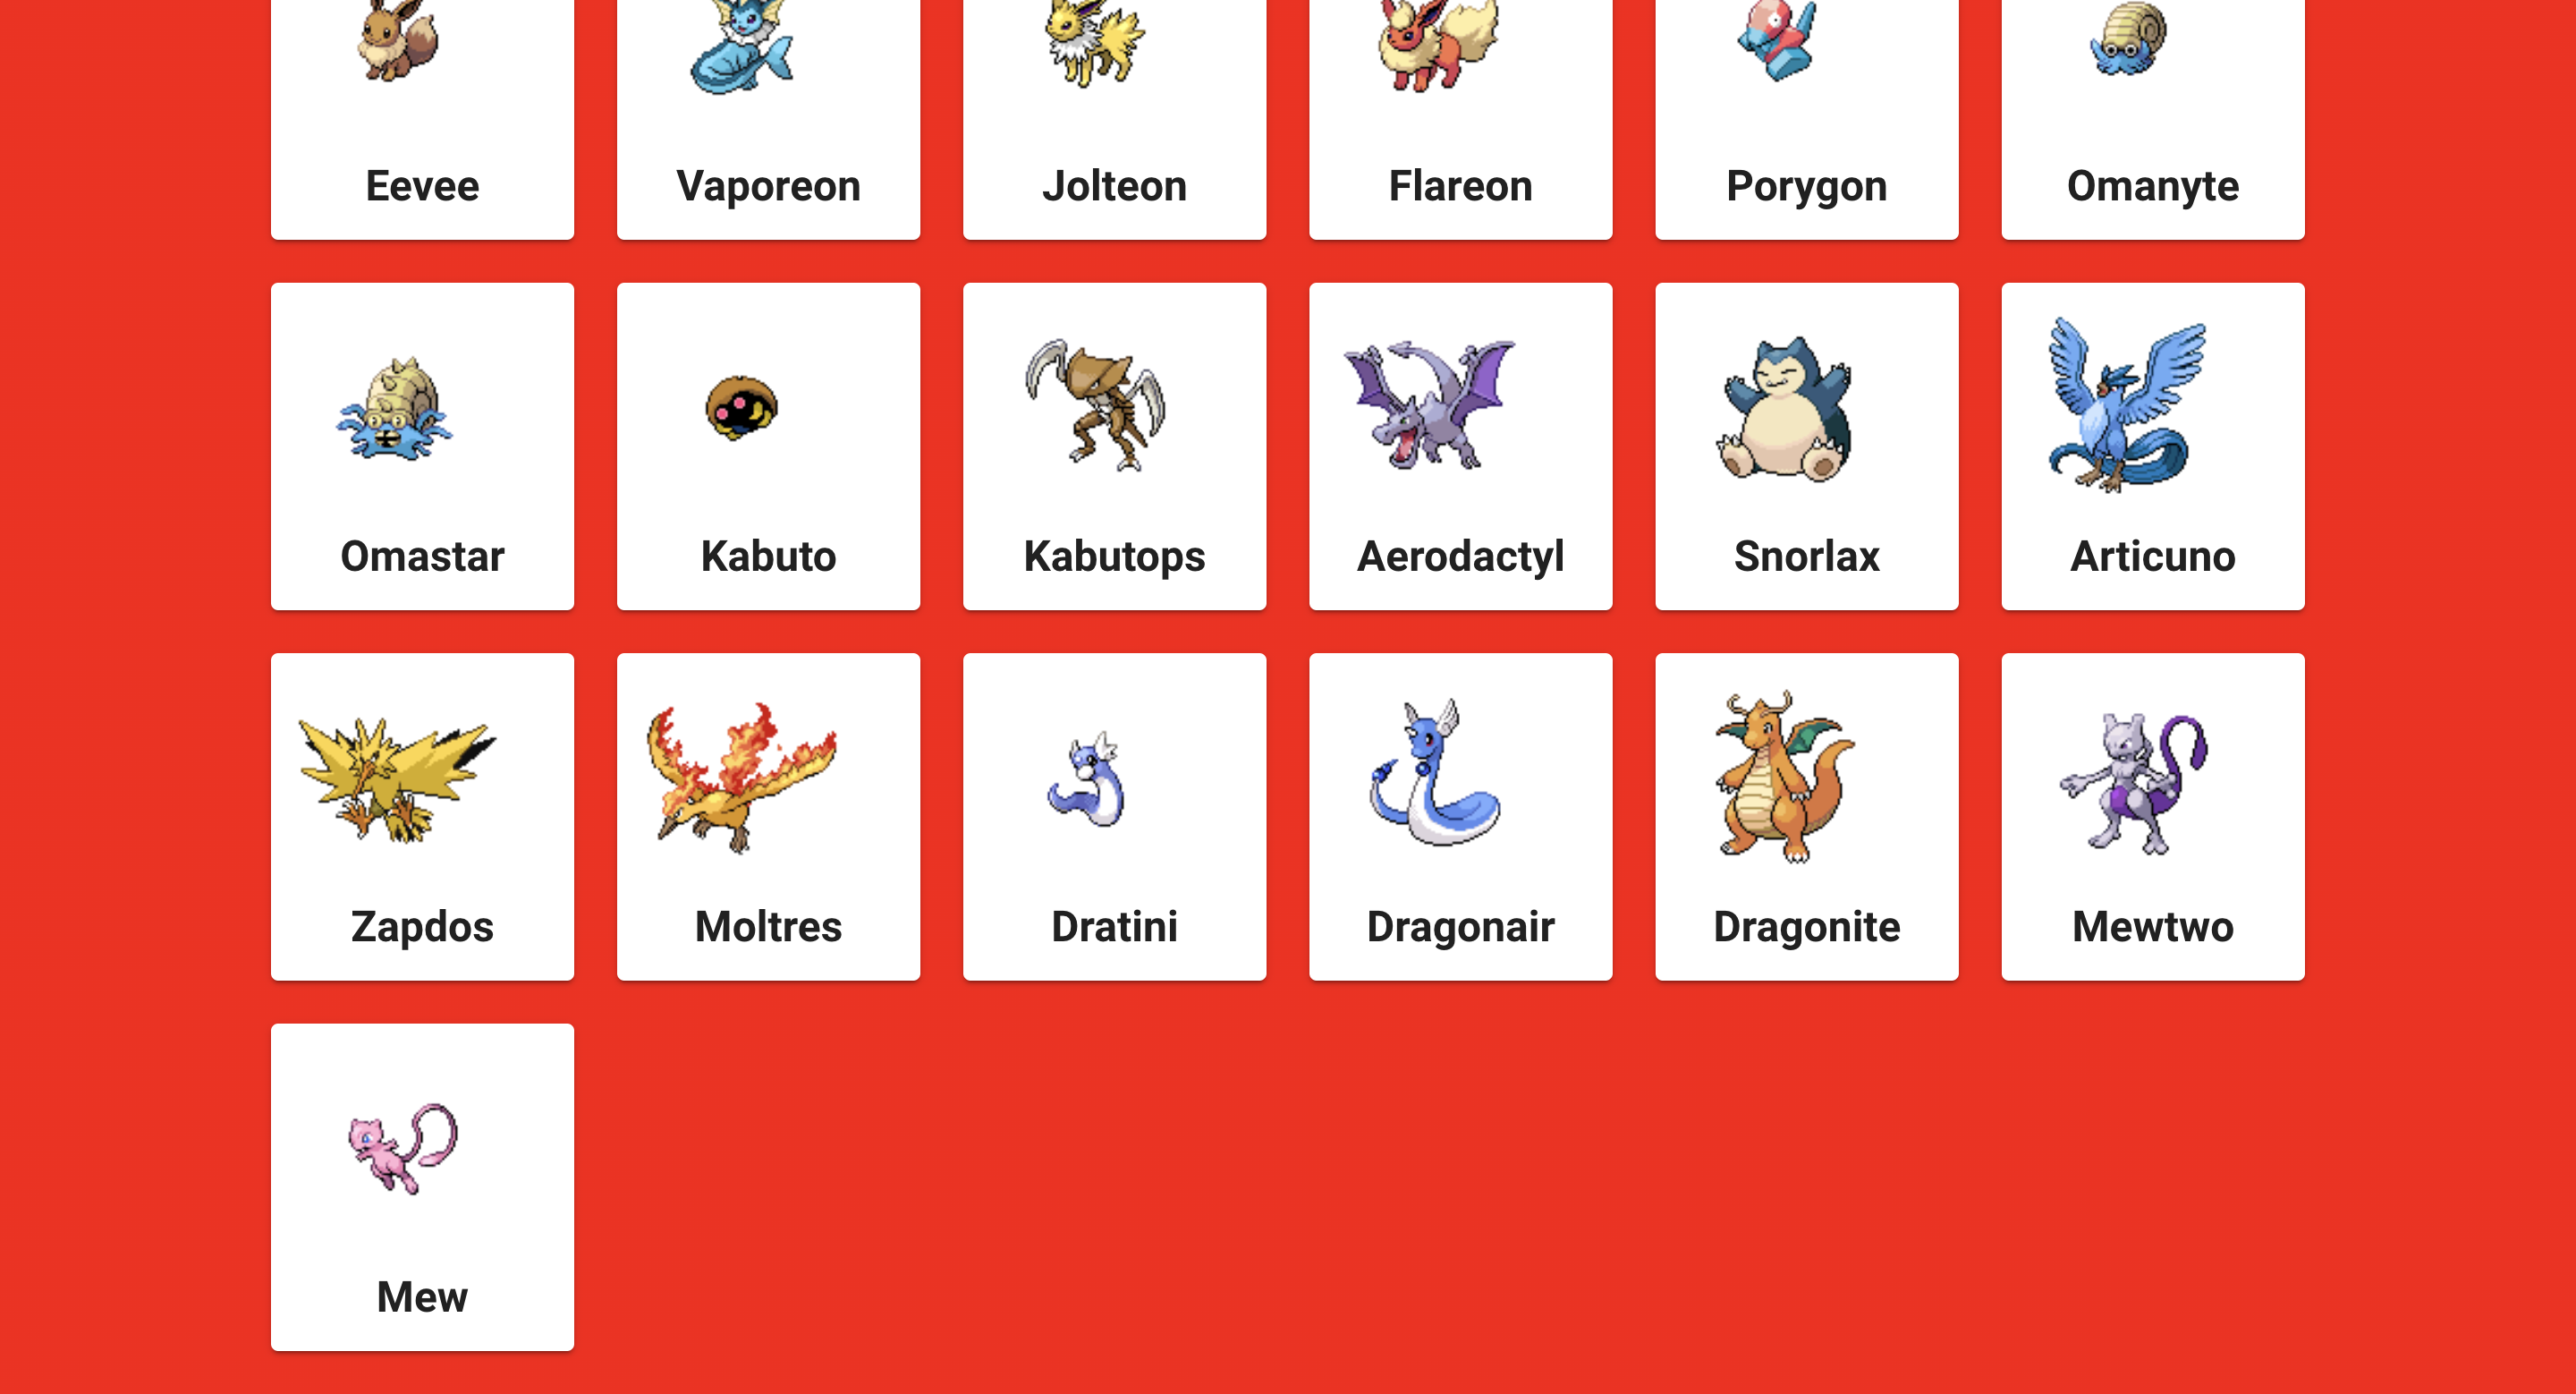 Eevee
Vaporeon
Jolteon
Flareon
Porygon
Omanyte
Omastar
Kabuto
Kabutops
Aerodactyl
Snorlax
Articuno
Zapdos
Moltres
Dratini
Dragonair
Dragonite
Mewtwo
Mew